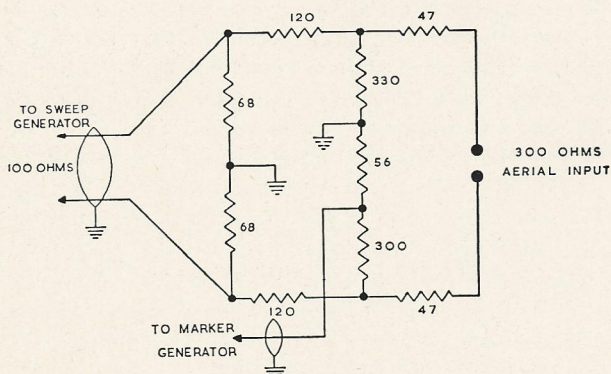 120
47
68
330
TO SWEEP
GENERATOR
100 OHMS
56
300 OHMS
AERIAL INPUT
68
300
120
47
TO MARKER
GENERATOR